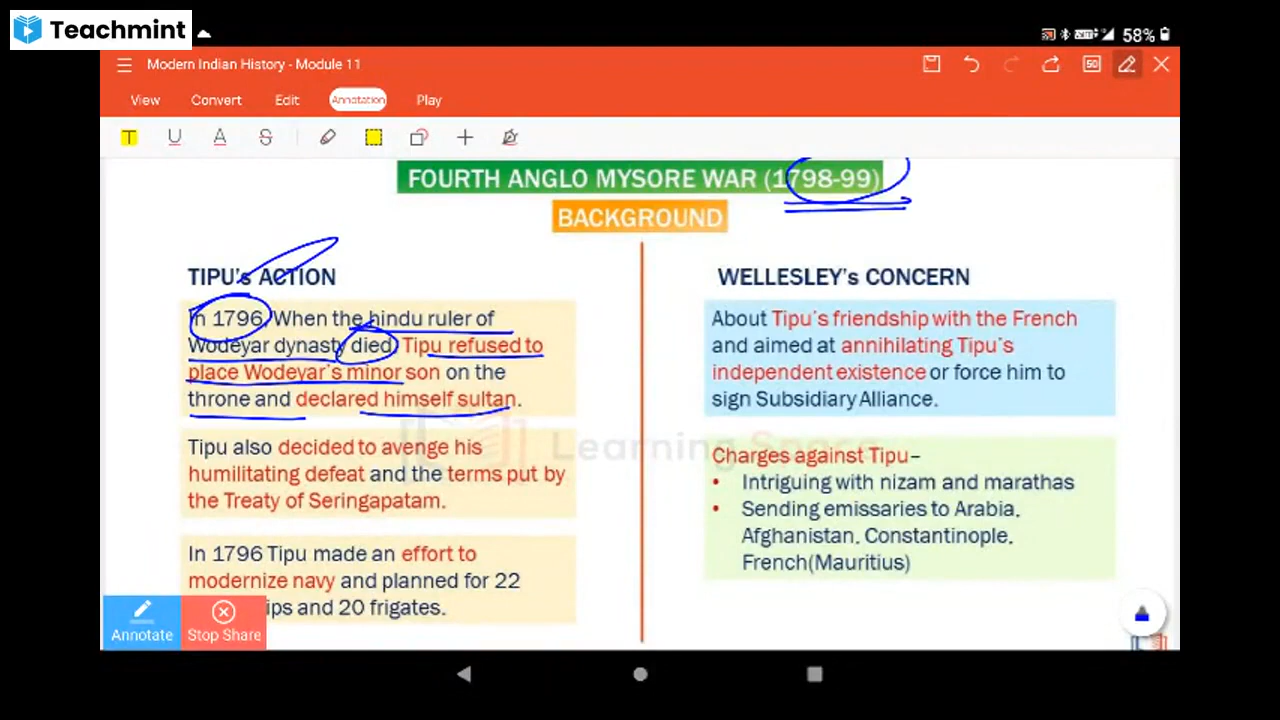 Teachmint
58%
Modern Indian History - Module 11
50
View Convert Edit Annotation Play
T U A S
FOURTH ANGLO MYSORE WAR (1798-99)
BACKGROUND
TIPU's ACTION
In 1796, When the hindu ruler of
Wodeyar dynasty died, Tipu refused to
place Wodeyar's minor son on the
throne and declared himself sultan.
Tipu also decided to avenge his
humilitating defeat and the terms put by
the Treaty of Seringapatam.
In 1796 Tipu made an effort to
modernize navy and planned for 22
ips and 20 frigates.
WELLESLEY's CONCERN
About Tipu's friendship with the French
and aimed at annihilating Tipu's
independent existence or force him to
sign Subsidiary Alliance.
Charges against Tipu–
• Intriguing with nizam and marathas
• Sending emissaries to Arabia,
Afghanistan, Constantinople,
French(Mauritius)
Learning Space
Annotate Stop Share